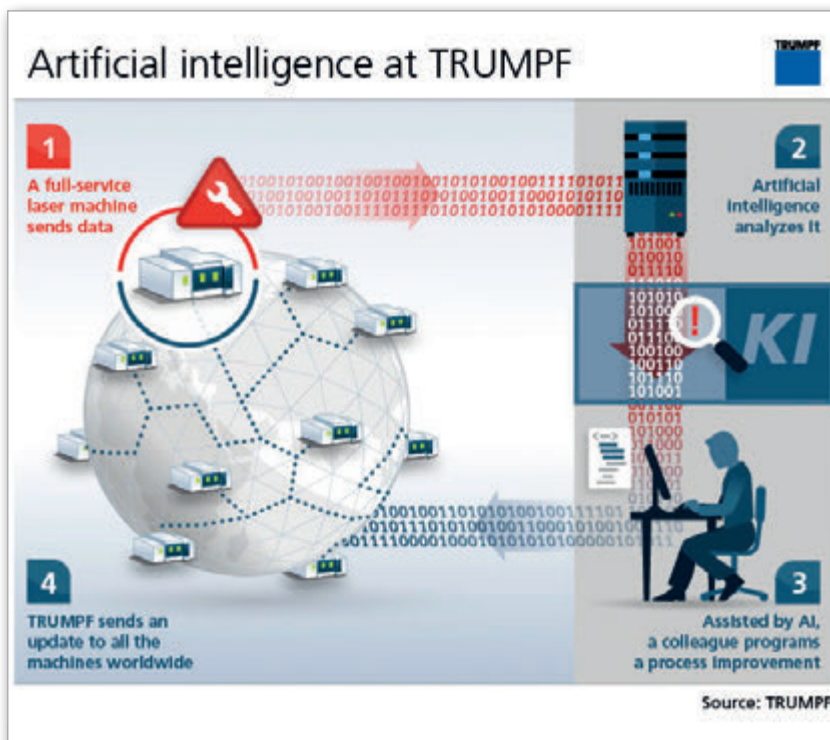 Artificial intelligence at TRUMPF
TRUMPF
1
A full-service
laser machine
sends data
2
Artificial
intelligence
analyzes it
!
KI
<···>
3
Assisted by AI,
a colleague programs
a process improvement
4
TRUMPF sends an
update to all the
machines worldwide
Source: TRUMPF